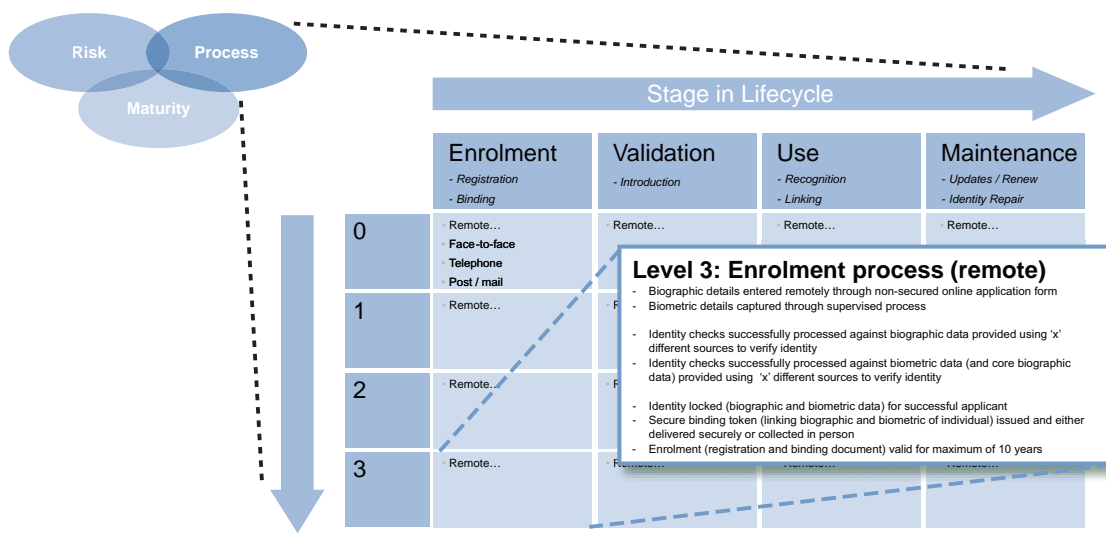 Risk
Process
Maturity
Stage in Lifecycle
Enrolment
- Registration
- Binding
Validation
- Introduction
Use
- Recognition
- Linking
Maintenance
- Updates / Renew
- Identity Repair
0
• Remote…
• Face-to-face
• Telephone
• Post / mail
• Remote…
• Remote…
• Remote…
Level 3: Enrolment process (remote)
- Biographic details entered remotely through non-secured online application form
- Biometric details captured through supervised process
- Identity checks successfully processed against biographic data provided using ‘x’
different sources to verify identity
- Identity checks successfully processed against biometric data (and core biographic
data) provided using ‘x’ different sources to verify identity
- Identity locked (biographic and biometric data) for successful applicant
- Secure binding token (linking biographic and biometric of individual) issued and either
delivered securely or collected in person
- Enrolment (registration and binding document) valid for maximum of 10 years
1
• Remote…
2
• Remote…
3
• Remote…
• Remote…
• Remote…
• Remote…